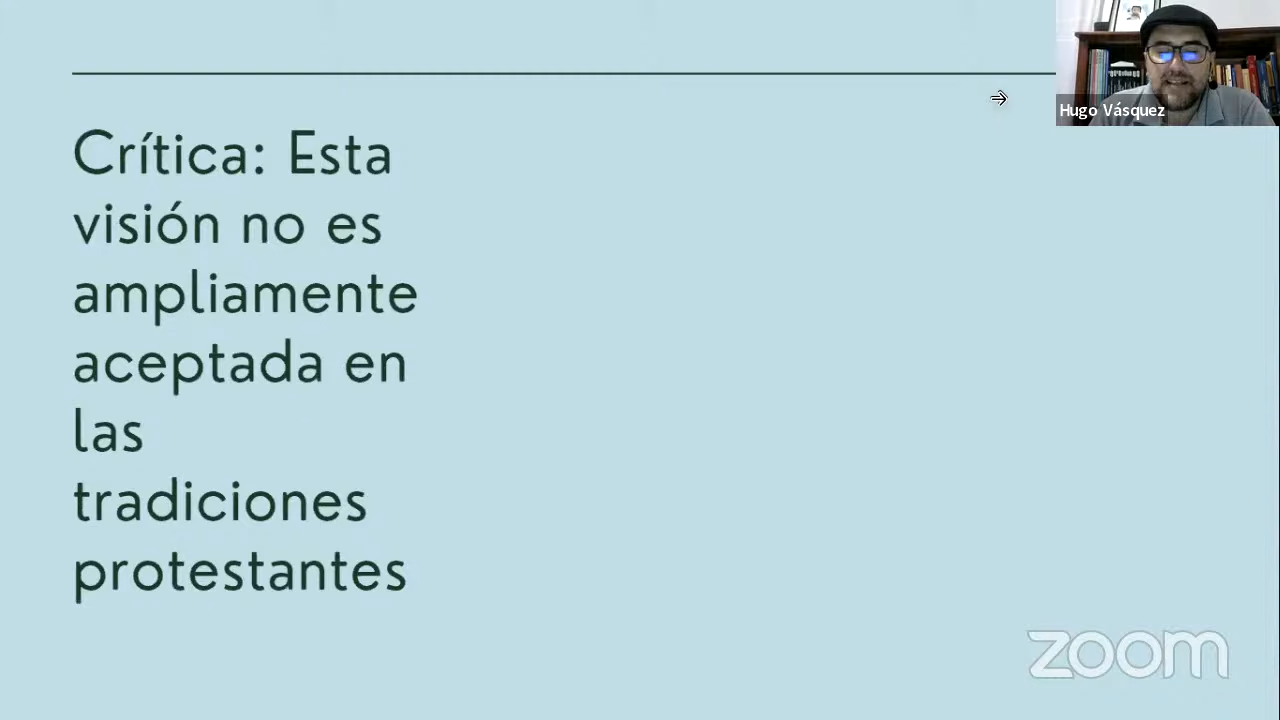 Hugo Vásquez
Crítica: Esta
visión no es
ampliamente
aceptada en
las
tradiciones
protestantes
zoom